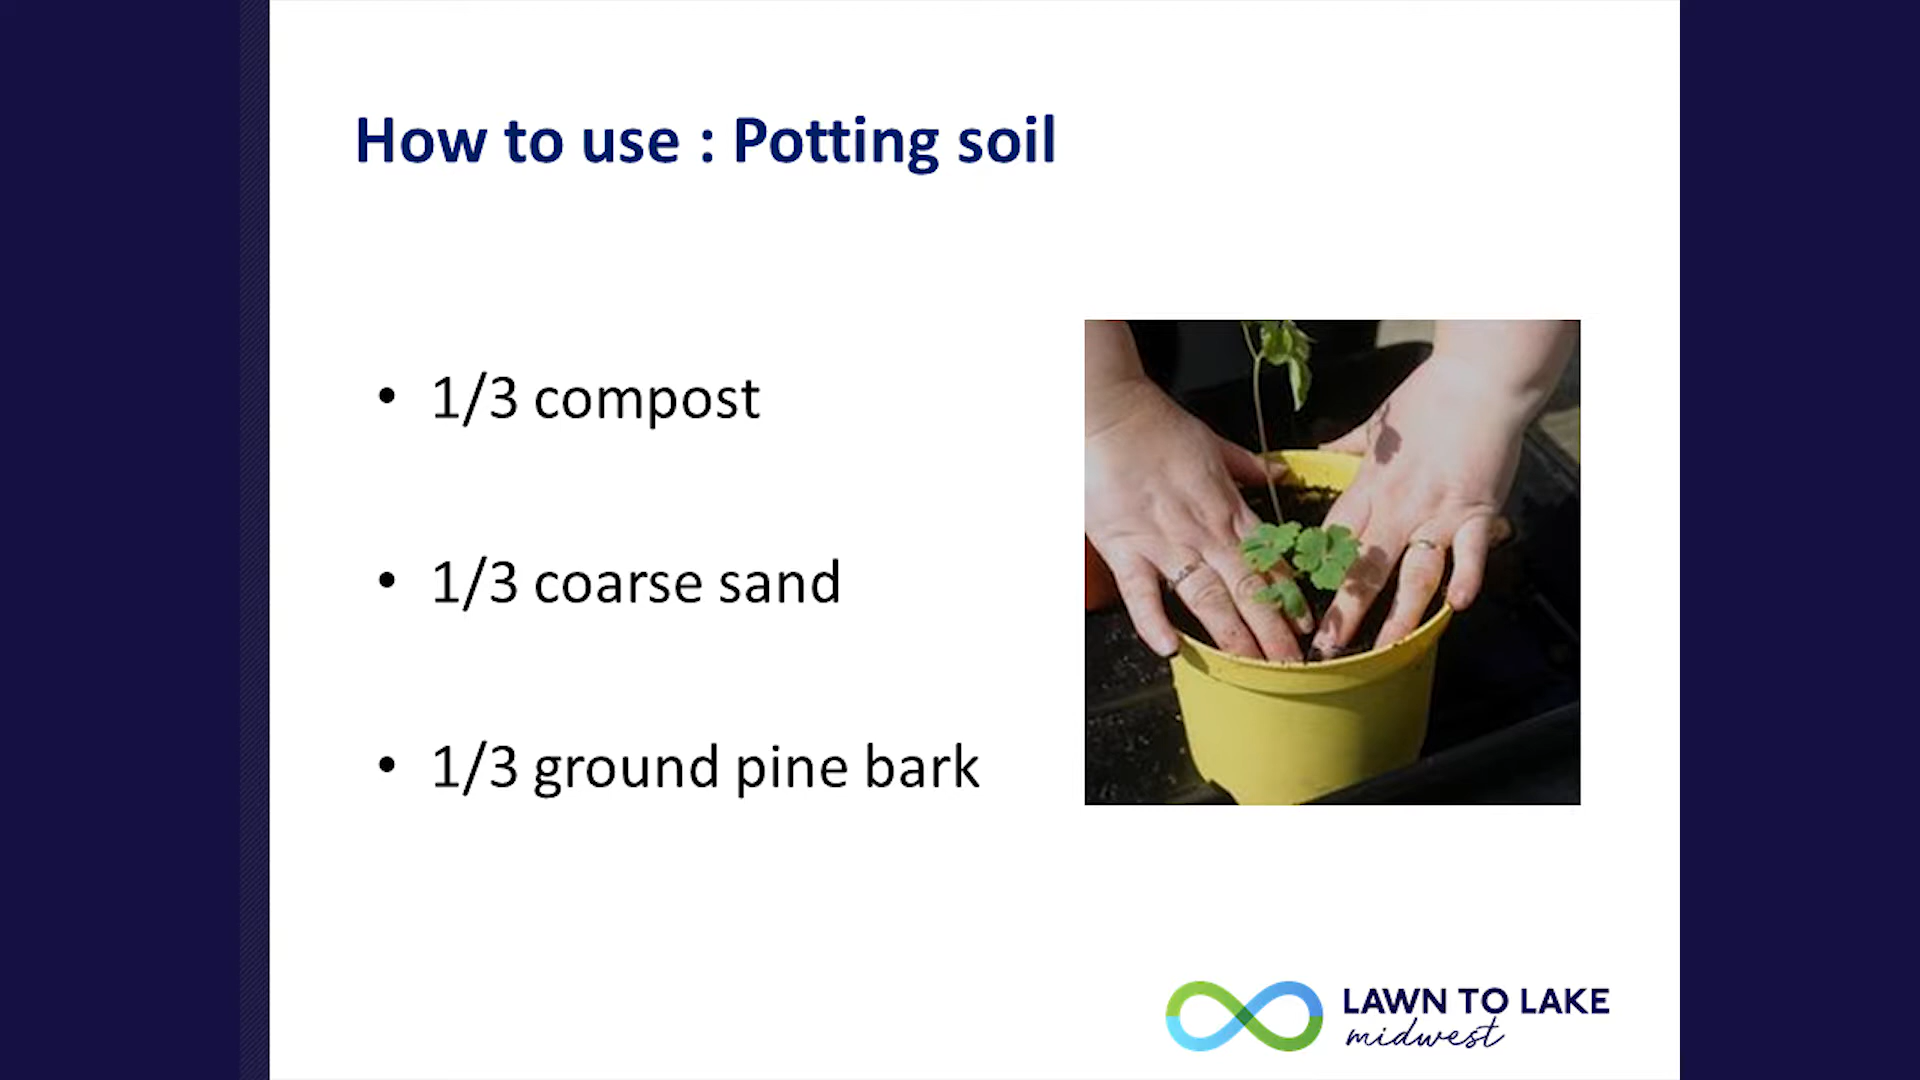 How to use : Potting soil
• 1/3 compost
• 1/3 coarse sand
• 1/3 ground pine bark
LAWN TO LAKE
midwest